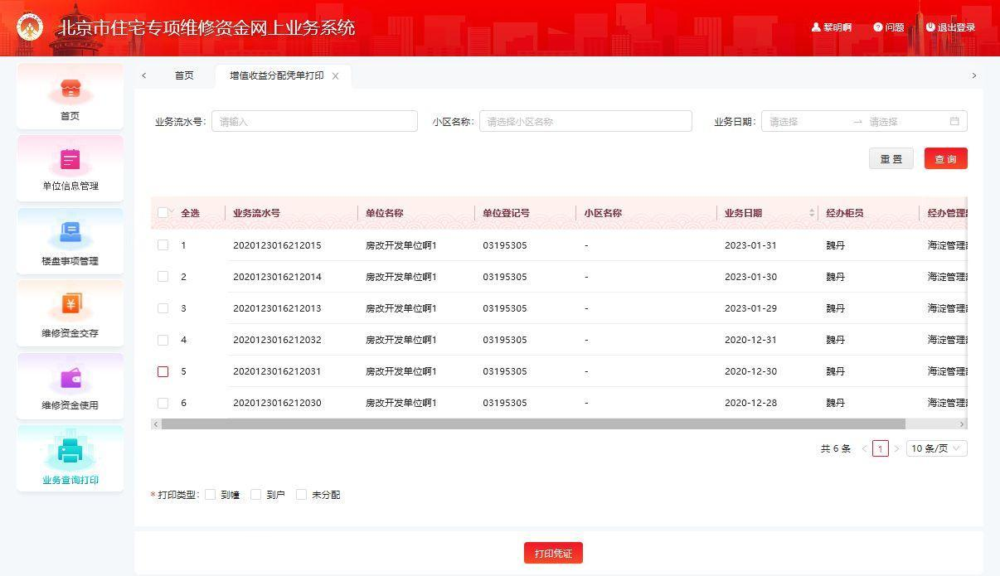 北京市住宅专项维修资金网上业务系统
黎明啊 问题 退出登录
首页 增值收益分配凭单打印
首页
单位信息管理
楼盘事项管理
维修资金交存
维修资金使用
业务查询打印
业务流水号： 请输入 小区名称： 请选择小区名称 业务日期： 请选择 → 请选择
重 置 查 询
全选 业务流水号 单位名称 单位登记号 小区名称 业务日期 经办柜员 经办管理
1 2020123016212015 房改开发单位啊1 03195305 - 2023-01-31 魏丹 海淀管理
2 2020123016212014 房改开发单位啊1 03195305 - 2023-01-30 魏丹 海淀管理
3 2020123016212013 房改开发单位啊1 03195305 - 2023-01-29 魏丹 海淀管理
4 2020123016212032 房改开发单位啊1 03195305 - 2020-12-31 魏丹 海淀管理
5 2020123016212031 房改开发单位啊1 03195305 - 2020-12-30 魏丹 海淀管理
6 2020123016212030 房改开发单位啊1 03195305 - 2020-12-28 魏丹 海淀管理
共 6 条 < 1 > 10 条/页
* 打印类型： 到幢 到户 未分配
打印凭证